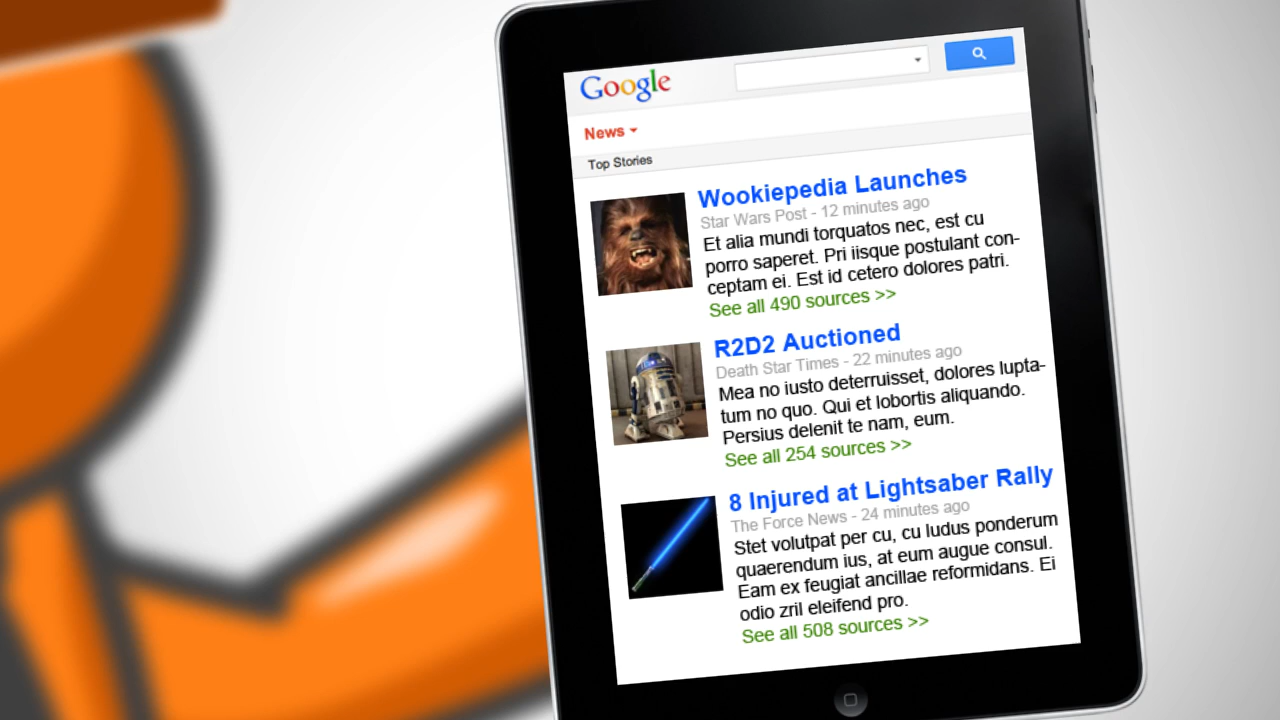 Google
News
Top Stories
Wookiepedia Launches
Star Wars Post - 12 minutes ago
Et alia mundi torquatos nec, est cu
porro saperet. Pri iisque postulant con-
ceptam ei. Est id cetero dolores patri.
See all 490 sources >>
R2D2 Auctioned
Death Star Times - 22 minutes ago
Mea no iusto deterruisset, dolores lupta-
tum no quo. Qui et lobortis aliquando.
Persius delenit te nam, eum.
See all 254 sources >>
8 Injured at Lightsaber Rally
The Force News - 24 minutes ago
Stet volutpat per cu, cu ludus ponderum
quaerendum ius, at eum augue consul.
Eam ex feugiat ancillae reformidans. Ei
odio zril eleifend pro.
See all 508 sources >>